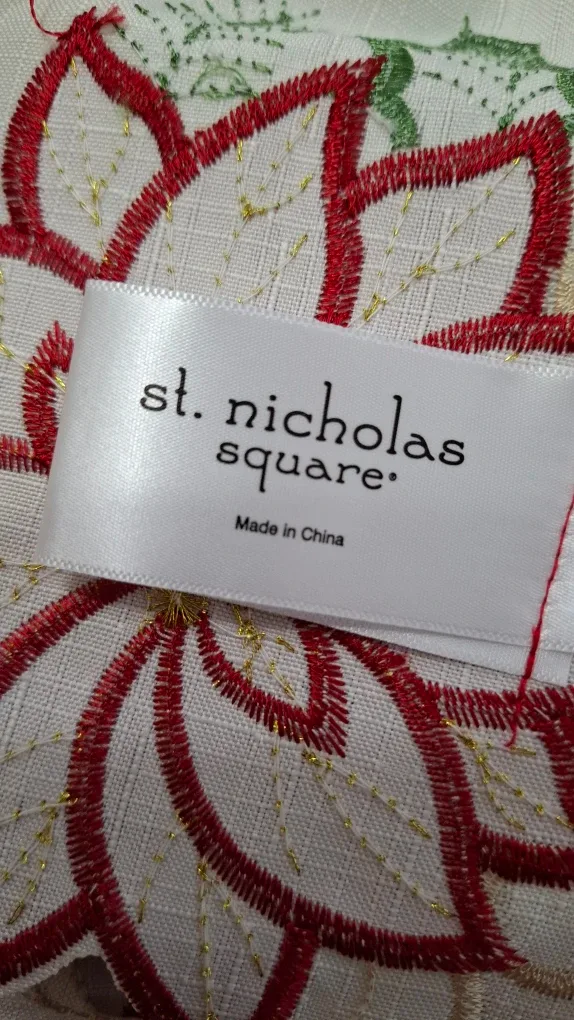 st. nicholas
square®
Made in China